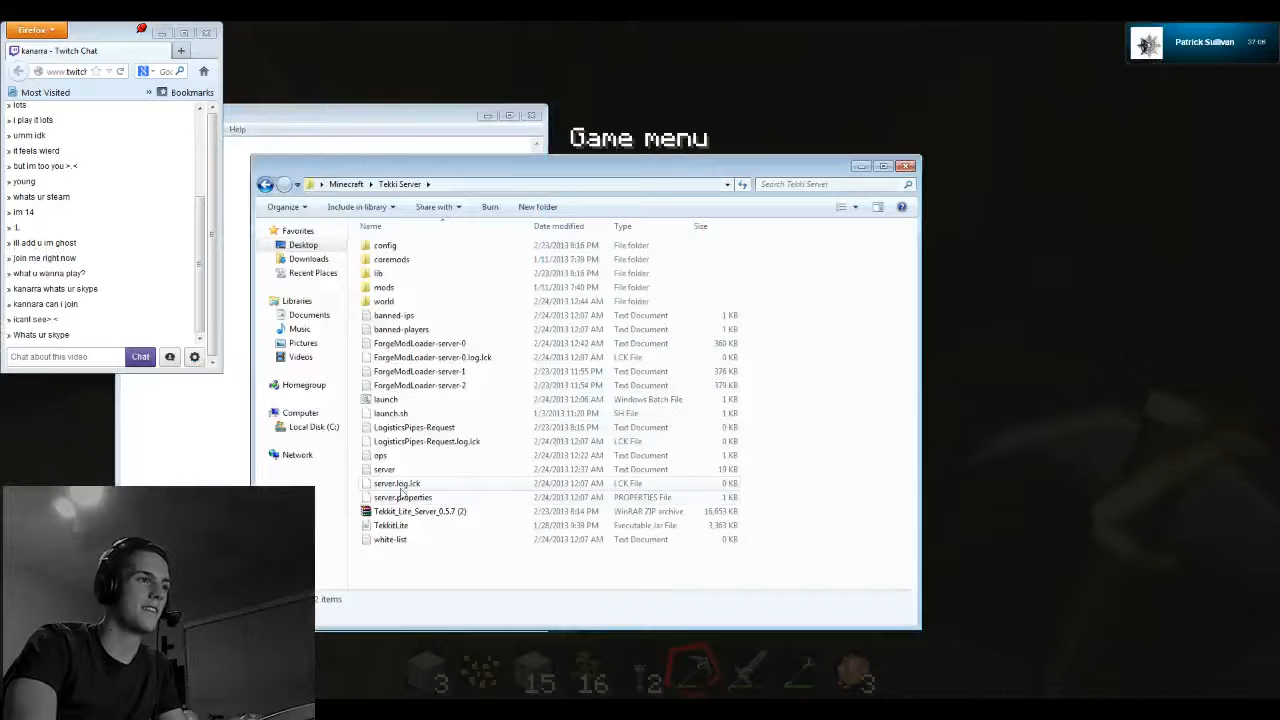 Firefox
kanarra - Twitch Chat
www.twitch
Most Visited » Bookmarks
» lots
» i play it lots
» umm idk
» it feels wierd
» but im too you >.<
» young
» whats ur steam
» im 14
» :L
» ill add u im ghost
» join me right now
» what u wanna play?
» kanarra whats ur skype
» kannara can i join
» icant see> <
» Whats ur skype
Chat about this video Chat
Patrick Sullivan
Help
Game menu
Minecraft Tekki Server
Search Tekki Server
Organize Include in library Share with Burn New Folder
Name Date modified Type Size
Favorites
Desktop
Downloads
Recent Places
Libraries
Documents
Music
Pictures
Videos
Homegroup
Computer
Local Disk (C:)
Network
config 2/23/2013 8:16 PM File folder
coremods 1/11/2013 7:39 PM File folder
lib 2/23/2013 8:16 PM File folder
mods 1/11/2013 7:40 PM File folder
world 2/24/2013 12:44 AM File folder
banned-ips 2/24/2013 12:07 AM Text Document 1 KB
banned-players 2/24/2013 12:07 AM Text Document 1 KB
ForgeModLoader-server-0 2/24/2013 12:42 AM Text Document 360 KB
ForgeModLoader-server-0.log.lck 2/24/2013 12:07 AM LCK File 0 KB
ForgeModLoader-server-1 2/23/2013 11:55 PM Text Document 376 KB
ForgeModLoader-server-2 2/23/2013 11:54 PM Text Document 379 KB
launch 2/24/2013 12:06 AM Windows Batch File 1 KB
launch.sh 1/3/2013 11:20 PM SH File 1 KB
LogisticsPipes-Request 2/23/2013 8:16 PM Text Document 0 KB
LogisticsPipes-Request.log.lck 2/24/2013 12:07 AM LCK File 0 KB
ops 2/24/2013 12:22 AM Text Document 1 KB
server 2/24/2013 12:37 AM Text Document 19 KB
server.log.lck 2/24/2013 12:07 AM LCK File 0 KB
server.properties 2/24/2013 12:07 AM PROPERTIES File 1 KB
Tekkit_Lite_Server_0.5.7 (2) 2/23/2013 8:14 PM WinRAR ZIP archive 16,653 KB
TekkitLite 1/28/2013 9:39 PM Executable Jar File 3,363 KB
white-list 2/24/2013 12:07 AM Text Document 0 KB
2 items
3 15 16 2 3